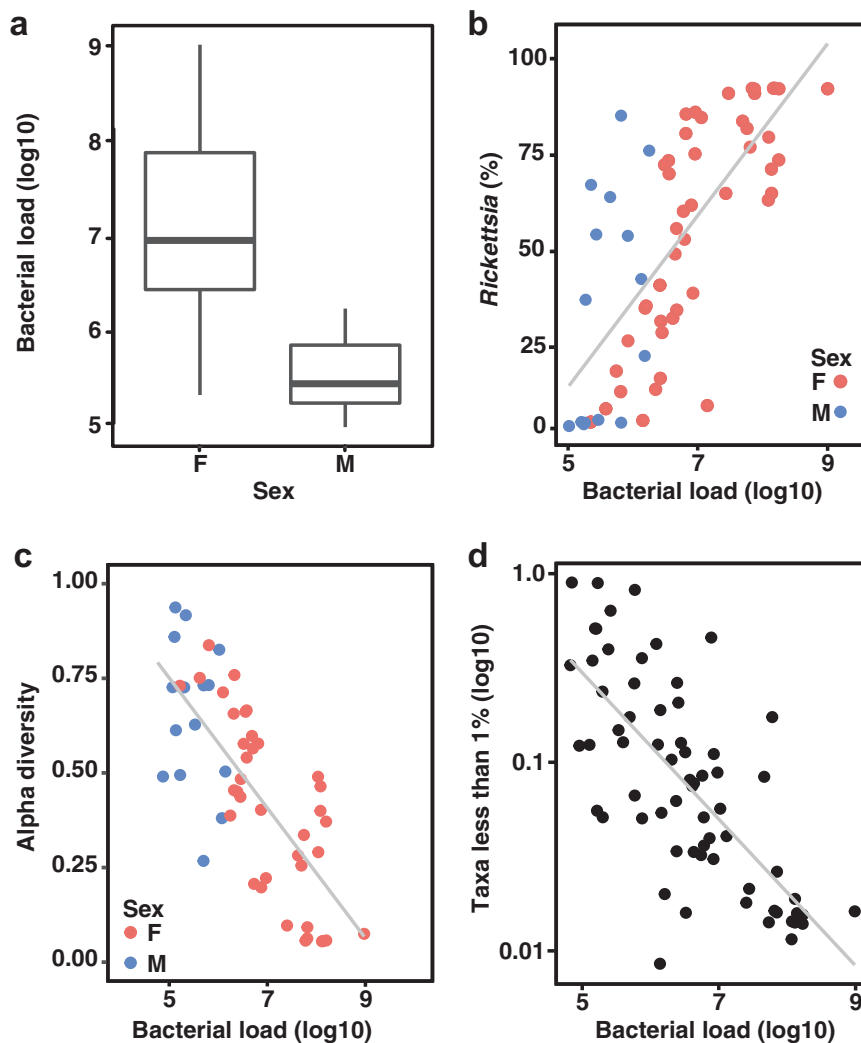 a
Bacterial load (log10)
9
8
7
6
5
F
M
Sex
b
Rickettsia (%)
100
75
50
25
0
Sex
F
M
5
7
9
Bacterial load (log10)
c
Alpha diversity
1.00
0.75
0.50
0.25
0.00
Sex
F
M
5
7
9
Bacterial load (log10)
d
Taxa less than 1% (log10)
1.0
0.1
0.01
5
7
9
Bacterial load (log10)